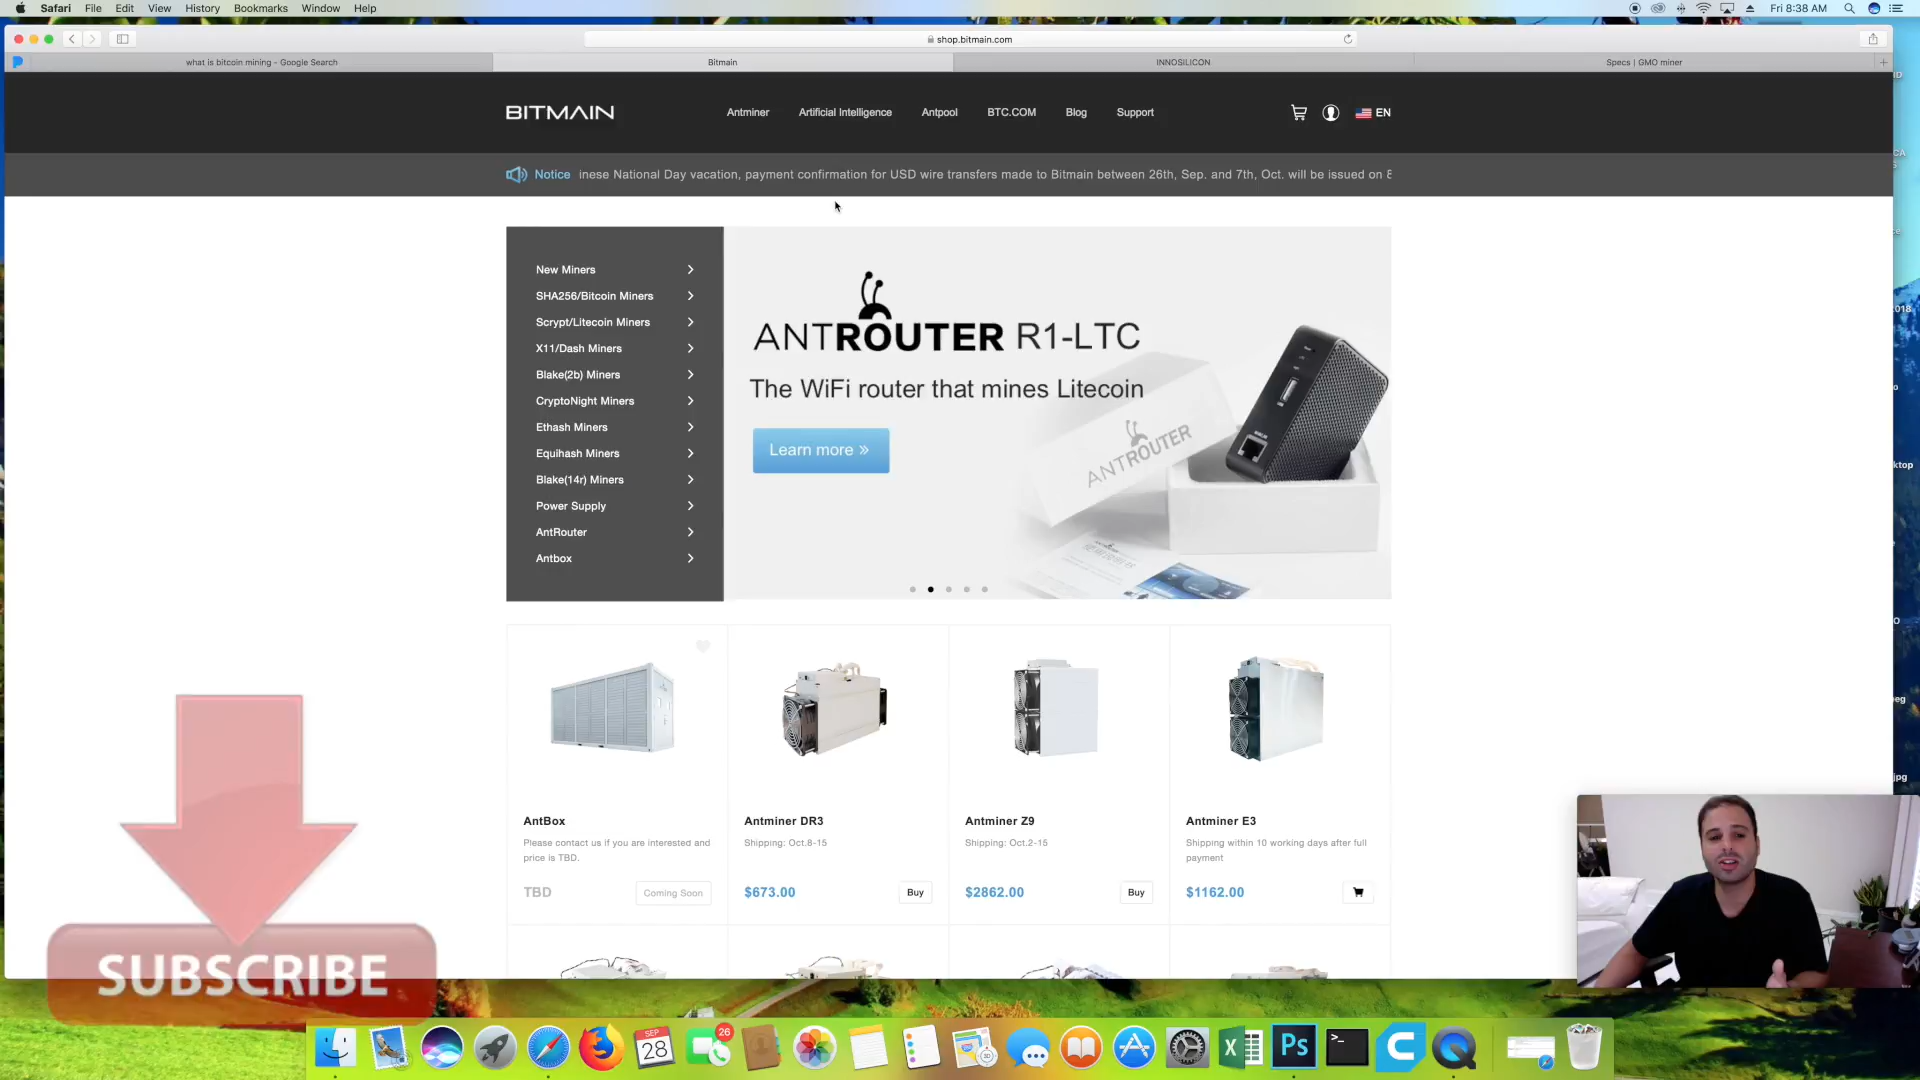 Safari File Edit View History Bookmarks Window Help
Fri 8:38 AM
shop.bitmain.com
what is bitcoin mining - Google Search
Bitmain
INNOSILICON
Specs | GMO miner
BITMAIN
Antminer
Artificial Intelligence
Antpool
BTC.COM
Blog
Support
EN
Notice
inese National Day vacation, payment confirmation for USD wire transfers made to Bitmain between 26th, Sep. and 7th, Oct. will be issued on 8
New Miners
SHA256/Bitcoin Miners
Scrypt/Litecoin Miners
X11/Dash Miners
Blake(2b) Miners
CryptoNight Miners
Ethash Miners
Equihash Miners
Blake(14r) Miners
Power Supply
AntRouter
Antbox
ANTROUTER R1-LTC
The WiFi router that mines Litecoin
Learn more »
ANTROUTER
AntBox
Please contact us if you are interested and
price is TBD.
TBD
Coming Soon
Antminer DR3
Shipping: Oct.8-15
$673.00
Buy
Antminer Z9
Shipping: Oct.2-15
$2862.00
Buy
Antminer E3
Shipping within 10 working days after full
payment
$1162.00
SUBSCRIBE
SEP
28
26
Ps